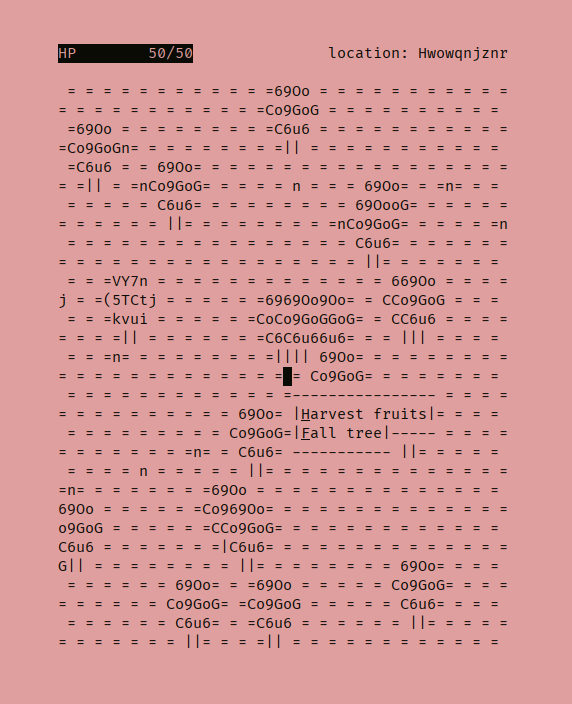 HP        50/50               location: Hwowqnjznr
 = = = = = = = = = = = =69Oo = = = = = = = = = = =
= = = = = = = = = = = =Co9GoG = = = = = = = = = =
 =69Oo = = = = = = = = =C6u6 = = = = = = = = = = =
=Co9GoGn= = = = = = = = =|| = = = = = = = = = = =
 =C6u6 = = 69Oo= = = = = = = = = = = = = = = = = =
= =|| = =nCo9GoG= = = = = n = = = 69Oo= = =n= = =
 = = = = = C6u6= = = = = = = = = 69OooG= = = = = =
= = = = = = ||= = = = = = = = =nCo9GoG= = = = = =n
 = = = = = = = = = = = = = = = = C6u6= = = = = = =
= = = = = = = = = = = = = = = = = ||= = = = = = =
 = = =VY7n = = = = = = = = = = = = = 669Oo = = = =
j = =(5TCtj = = = = = =6969Oo9Oo= = CCo9GoG = = =
 = = =kvui = = = = = =CoCo9GoGGoG= = CC6u6 = = = =
= = = =|| = = = = = = =C6C6u66u6= = = ||| = = = =
 = = =n= = = = = = = = =|||| 69Oo= = = = = = = = =
= = = = = = = = = = = = = = Co9GoG= = = = = = = =
 = = = = = = = = = = = = =---------------- = = = =
= = = = = = = = = = 69Oo= |Harvest fruits|= = = =
 = = = = = = = = = Co9GoG=|Fall tree|----- = = = =
= = = = = = = =n= = C6u6= ----------- ||= = = = =
 = = = = n = = = = = ||= = = = = = = = = = = = = =
=n= = = = = = = =69Oo = = = = = = = = = = = = = =
69Oo = = = = = =Co969Oo= = = = = = = = = = = = = =
o9GoG = = = = = =CCo9GoG= = = = = = = = = = = = =
C6u6 = = = = = = =|C6u6= = = = = = = = = = = = = =
G|| = = = = = = = = ||= = = = = = = = 69Oo= = = =
 = = = = = = 69Oo= = =69Oo = = = = = Co9GoG= = = =
= = = = = = Co9GoG= =Co9GoG = = = = = C6u6= = = =
 = = = = = = C6u6= = =C6u6 = = = = = = ||= = = = =
= = = = = = = ||= = = =|| = = = = = = = = = = = =